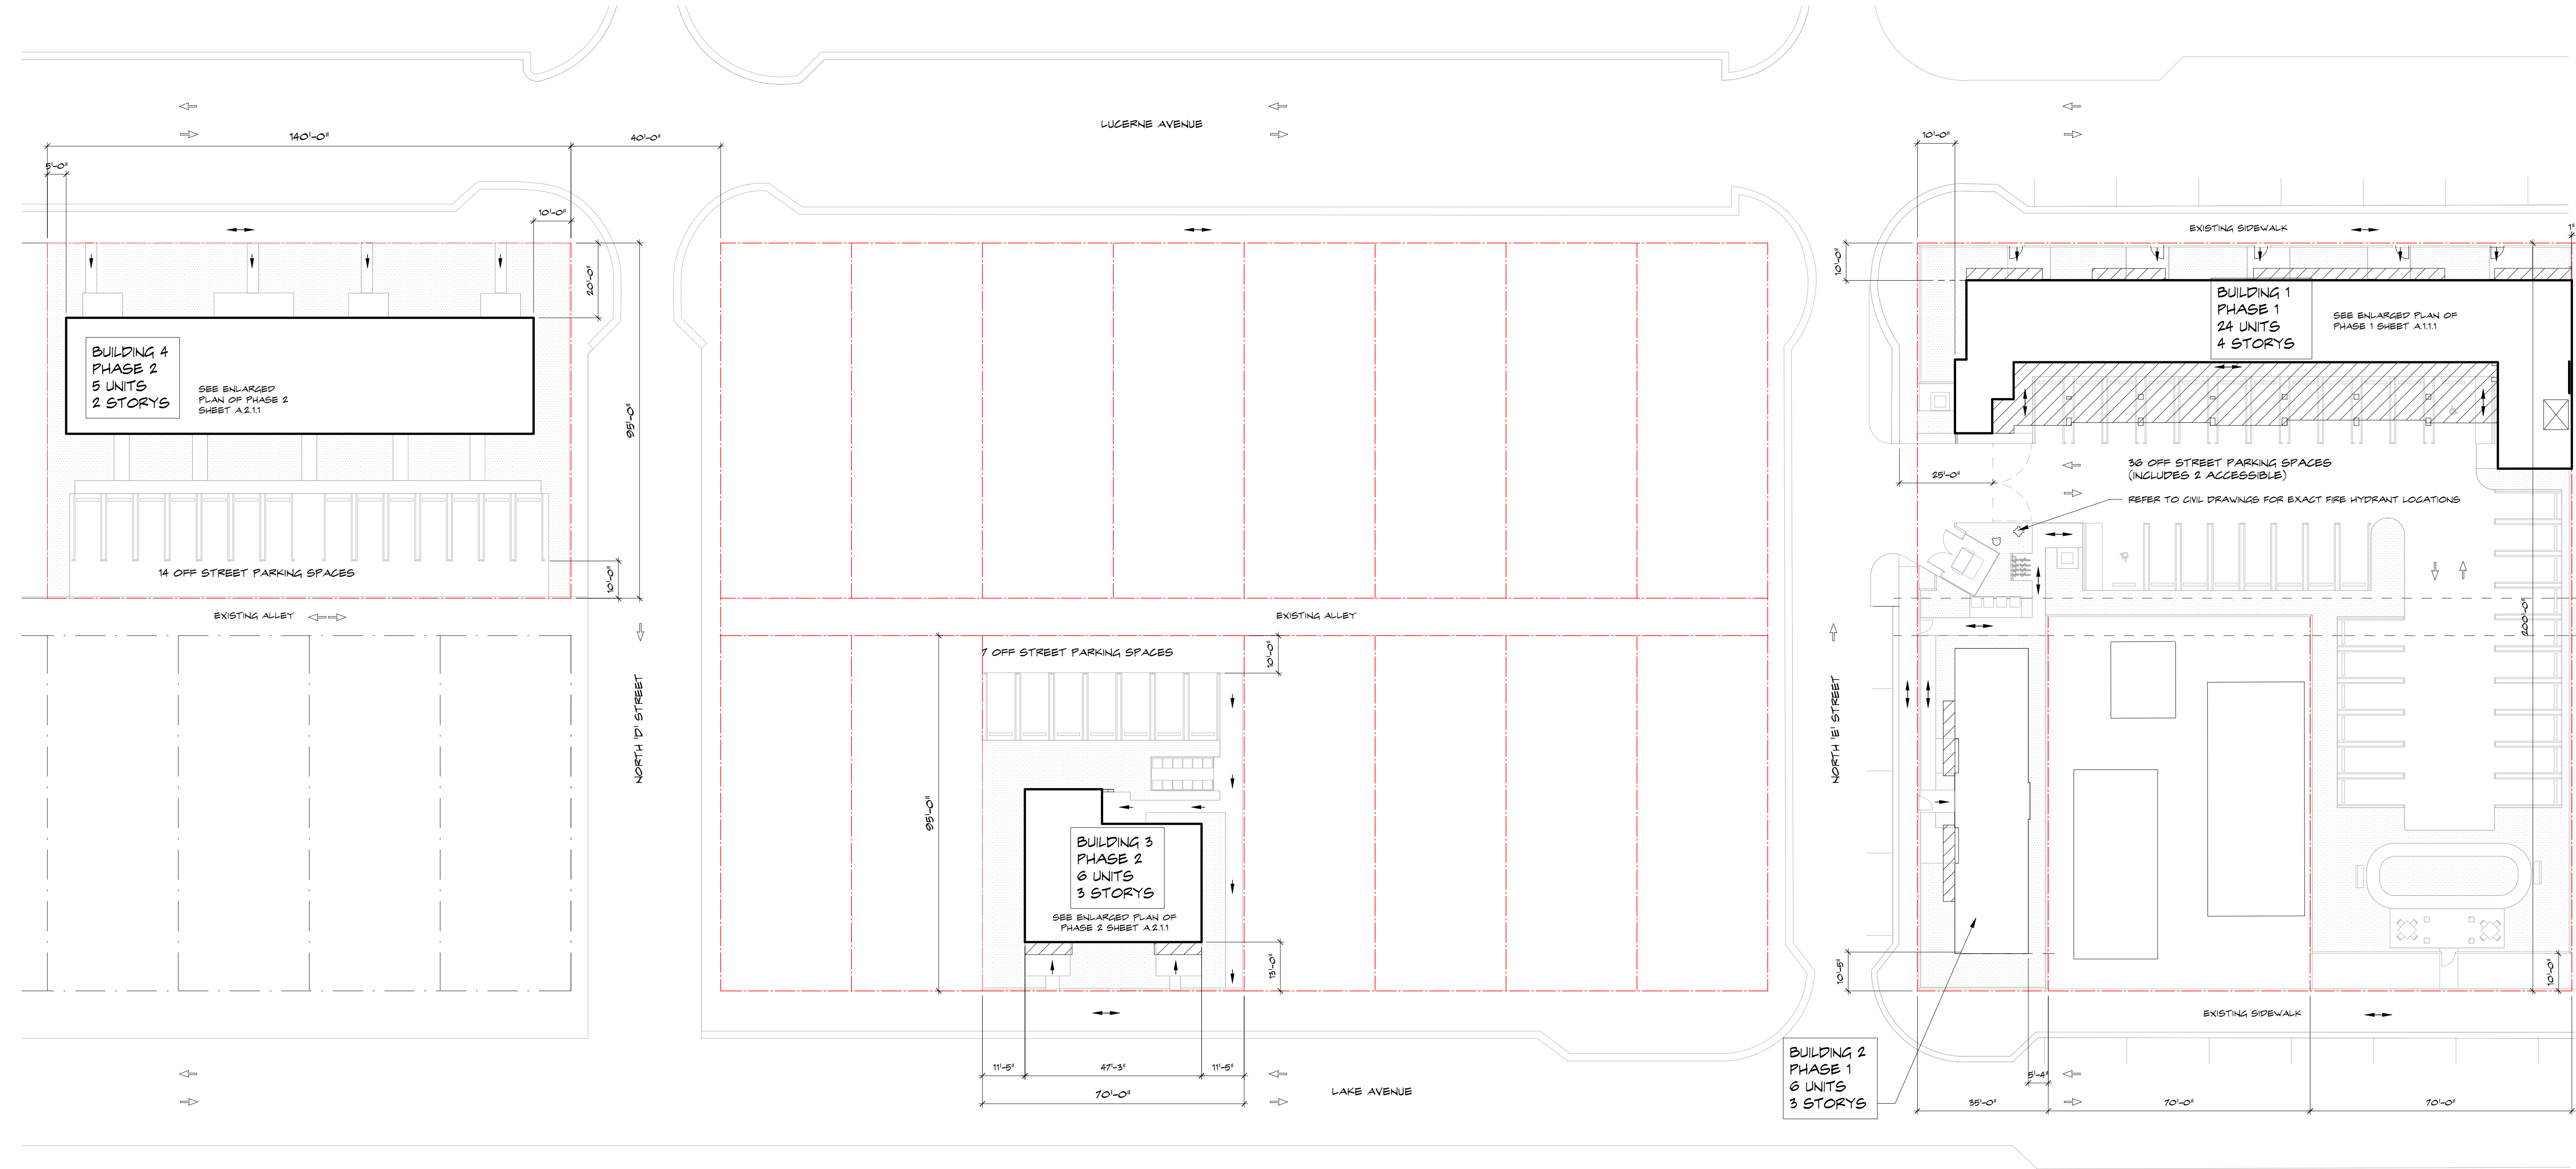 LUCERNE AVENUE
140'-0"
40'-0"
10'-0"
5'-0"
10'-0"
EXISTING SIDEWALK
1"
10'-0"
20'-0"
BUILDING 1
PHASE 1
24 UNITS
4 STORYS
SEE ENLARGED PLAN OF
PHASE 1 SHEET A.1.1.1
BUILDING 4
PHASE 2
5 UNITS
2 STORYS
SEE ENLARGED
PLAN OF PHASE 2
SHEET A.2.1.1
95'-0"
36 OFF STREET PARKING SPACES
(INCLUDES 2 ACCESSIBLE)
25'-0"
REFER TO CIVIL DRAWINGS FOR EXACT FIRE HYDRANT LOCATIONS
14 OFF STREET PARKING SPACES
10'-0"
EXISTING ALLEY
EXISTING ALLEY
200'-0"
7 OFF STREET PARKING SPACES
10'-0"
NORTH 'D' STREET
NORTH 'E' STREET
95'-0"
BUILDING 3
PHASE 2
6 UNITS
3 STORYS
SEE ENLARGED PLAN OF
PHASE 2 SHEET A.2.1.1
13'-0"
10'-5"
10'-0"
EXISTING SIDEWALK
BUILDING 2
PHASE 1
6 UNITS
3 STORYS
11'-5"
47'-3"
11'-5"
5'-4"
70'-0"
LAKE AVENUE
35'-0"
70'-0"
70'-0"